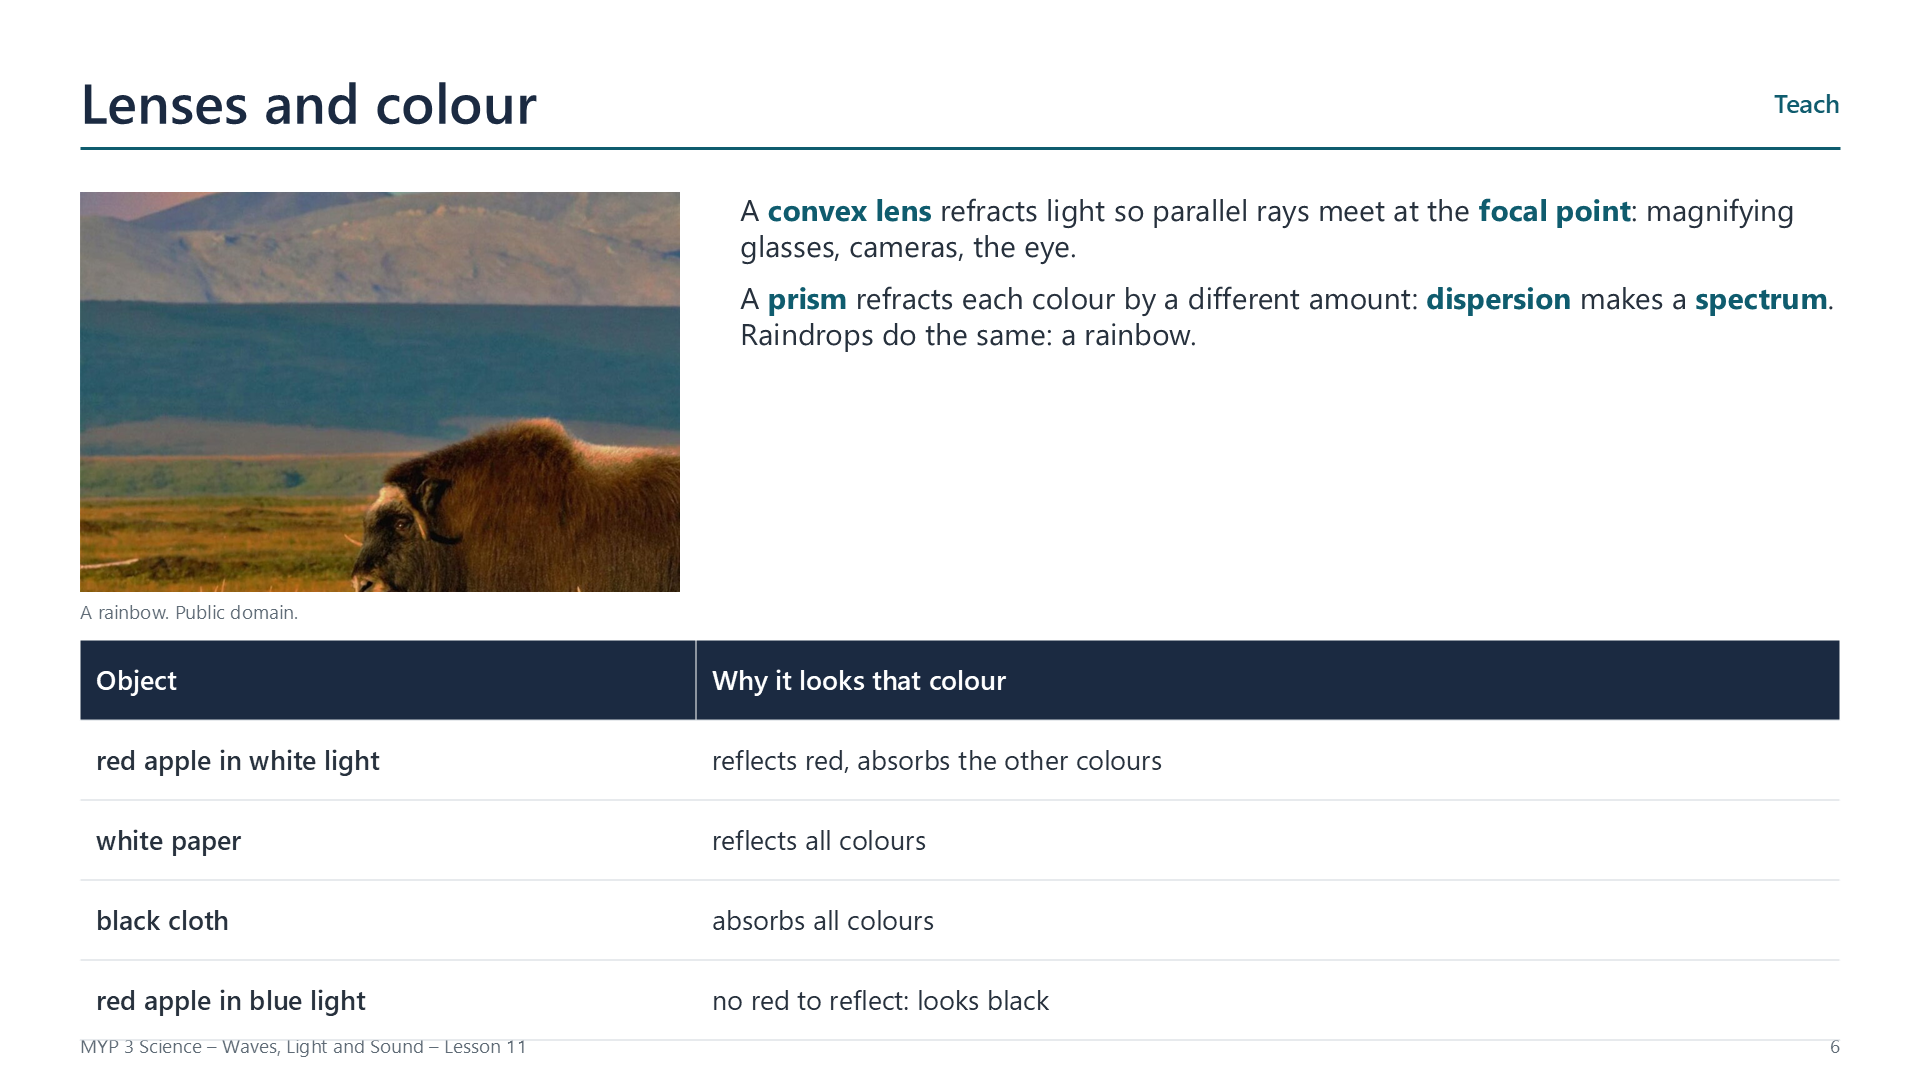 Lenses and colour
Teach
A convex lens refracts light so parallel rays meet at the focal point: magnifying
glasses, cameras, the eye.
A prism refracts each colour by a different amount: dispersion makes a spectrum.
Raindrops do the same: a rainbow.
A rainbow. Public domain.
Object
Why it looks that colour
red apple in white light
reflects red, absorbs the other colours
white paper
reflects all colours
black cloth
absorbs all colours
red apple in blue light
no red to reflect: looks black
MYP 3 Science – Waves, Light and Sound – Lesson 11
6